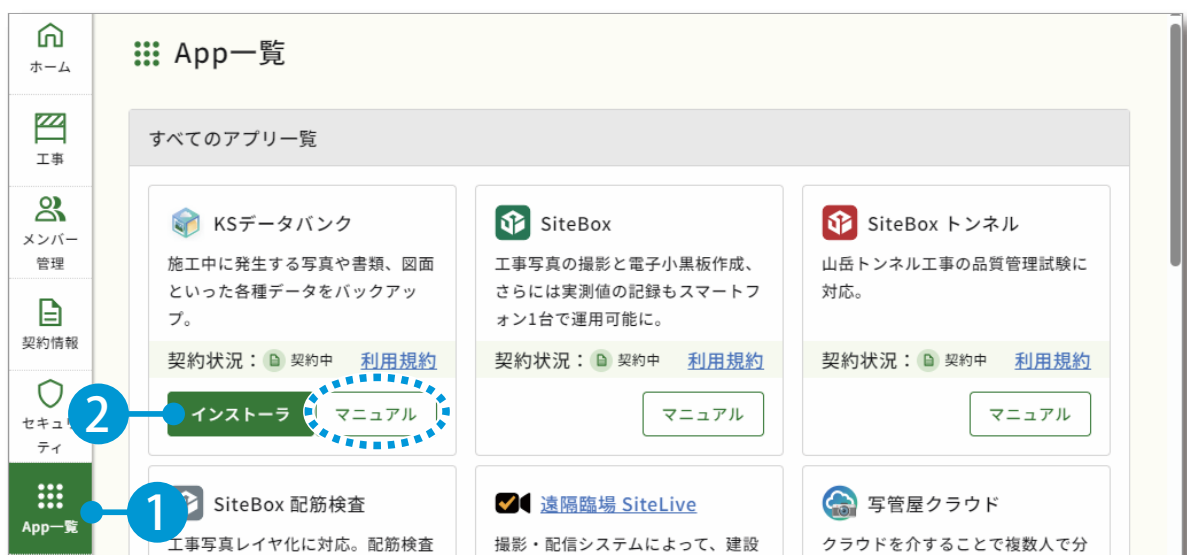 ホーム
工事
メンバー
管理
契約情報
セキュリ
ティ
App一覧
App一覧
すべてのアプリ一覧
KSデータバンク
施工中に発生する写真や書類、図面
といった各種データをバックアッ
プ。
契約状況：契約中 利用規約
インストーラ マニュアル
SiteBox
工事写真の撮影と電子小黒板作成、
さらには実測値の記録もスマートフ
ォン1台で運用可能に。
契約状況：契約中 利用規約
マニュアル
SiteBox トンネル
山岳トンネル工事の品質管理試験に
対応。
契約状況：契約中 利用規約
マニュアル
SiteBox 配筋検査
工事写真レイヤ化に対応。配筋検査
遠隔臨場 SiteLive
撮影・配信システムによって、建設
写管屋クラウド
クラウドを介することで複数人で分
2
1